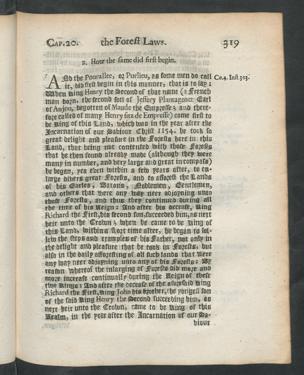 CAP. 20. the Forest Laws. 319
2. How the same did first begin.
AND the Pourallee, or Purlieu, as some men do call
it, did first begin in this manner; that is to say:
When King Henry the Second of that name (a French
man born, the second son of Jeffery Plantagenet Earl
of Anjou, begotten of Maude the Empresse; and there-
fore called of many Henry fitz de Empresse) came first to
be King of this Land, which was in the year after the
Incarnation of our Saviour Christ 1154. he took so
great delight and pleasure in the Forests here in this
Land, that being not contented with those Forests
that he then found already made (although they were
many in number, and very large and great in compasse)
he began, yea even within a few years after, to en-
large divers great Forests, and to afforest the Lands
of his Earles, Barons, Noblemen, Gentlemen,
and others that were any way neer adjoyning unto
those Forests, and thus they continued during all
the time of his Reign: And after his decease, King
Richard the First, his second son succeeded him, as next
heir unto the Crown; when he came to be King of
this Land, within a short time after, he began to fol-
low the steps and examples of his Father, not only in
the delight and pleasure that he took in Forests, but
also in the daily afforesting of all such lands that were
any way neer adjoyning unto any of his Forests: By
reason whereof the inlarging of Forests did more and
more increase continually during the Reign of these
two Kings: And after the decease of the aforesaid King
Richard the First, King John his brother, the yongest son
of the said King Henry the Second succeeding him, as
next heir unto the Crown, came to be King of this
Realm, in the year after the Incarnation of our Sa-
viour
Co. 4. Inst 303.